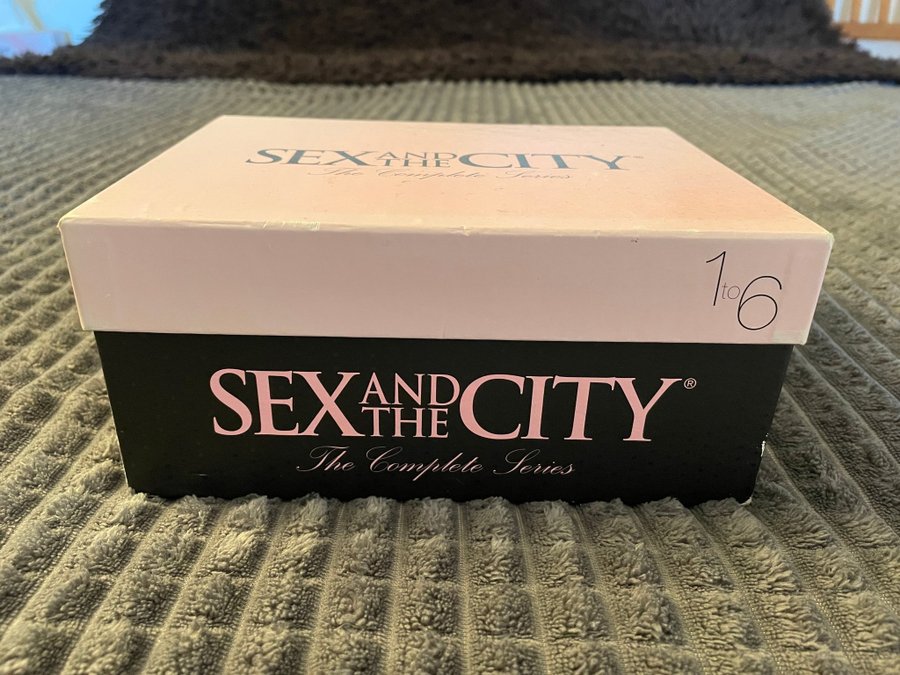 SEX AND THE CITY®
The Complete Series
1 to 6
SEX AND THE CITY®
The Complete Series